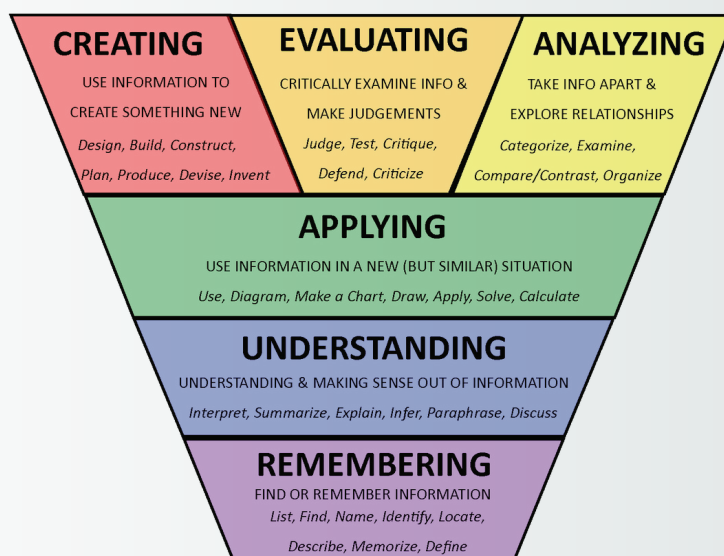 CREATING
USE INFORMATION TO
CREATE SOMETHING NEW
Design, Build, Construct,
Plan, Produce, Devise, Invent
EVALUATING
CRITICALLY EXAMINE INFO &
MAKE JUDGEMENTS
Judge, Test, Critique,
Defend, Criticize
ANALYZING
TAKE INFO APART &
EXPLORE RELATIONSHIPS
Categorize, Examine,
Compare/Contrast, Organize
APPLYING
USE INFORMATION IN A NEW (BUT SIMILAR) SITUATION
Use, Diagram, Make a Chart, Draw, Apply, Solve, Calculate
UNDERSTANDING
UNDERSTANDING & MAKING SENSE OUT OF INFORMATION
Interpret, Summarize, Explain, Infer, Paraphrase, Discuss
REMEMBERING
FIND OR REMEMBER INFORMATION
List, Find, Name, Identify, Locate,
Describe, Memorize, Define